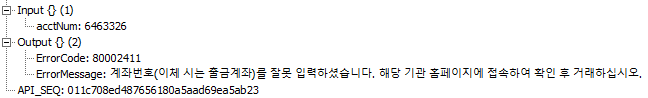 Input {} (1)
acctNum: 6463326
Output {} (2)
ErrorCode: 80002411
ErrorMessage: 계좌번호(이체 시는 출금계좌)를 잘못 입력하셨습니다. 해당 기관 홈페이지에 접속하여 확인 후 거래하십시오.
API_SEQ: 011c708ed487656180a5aad69ea5ab23